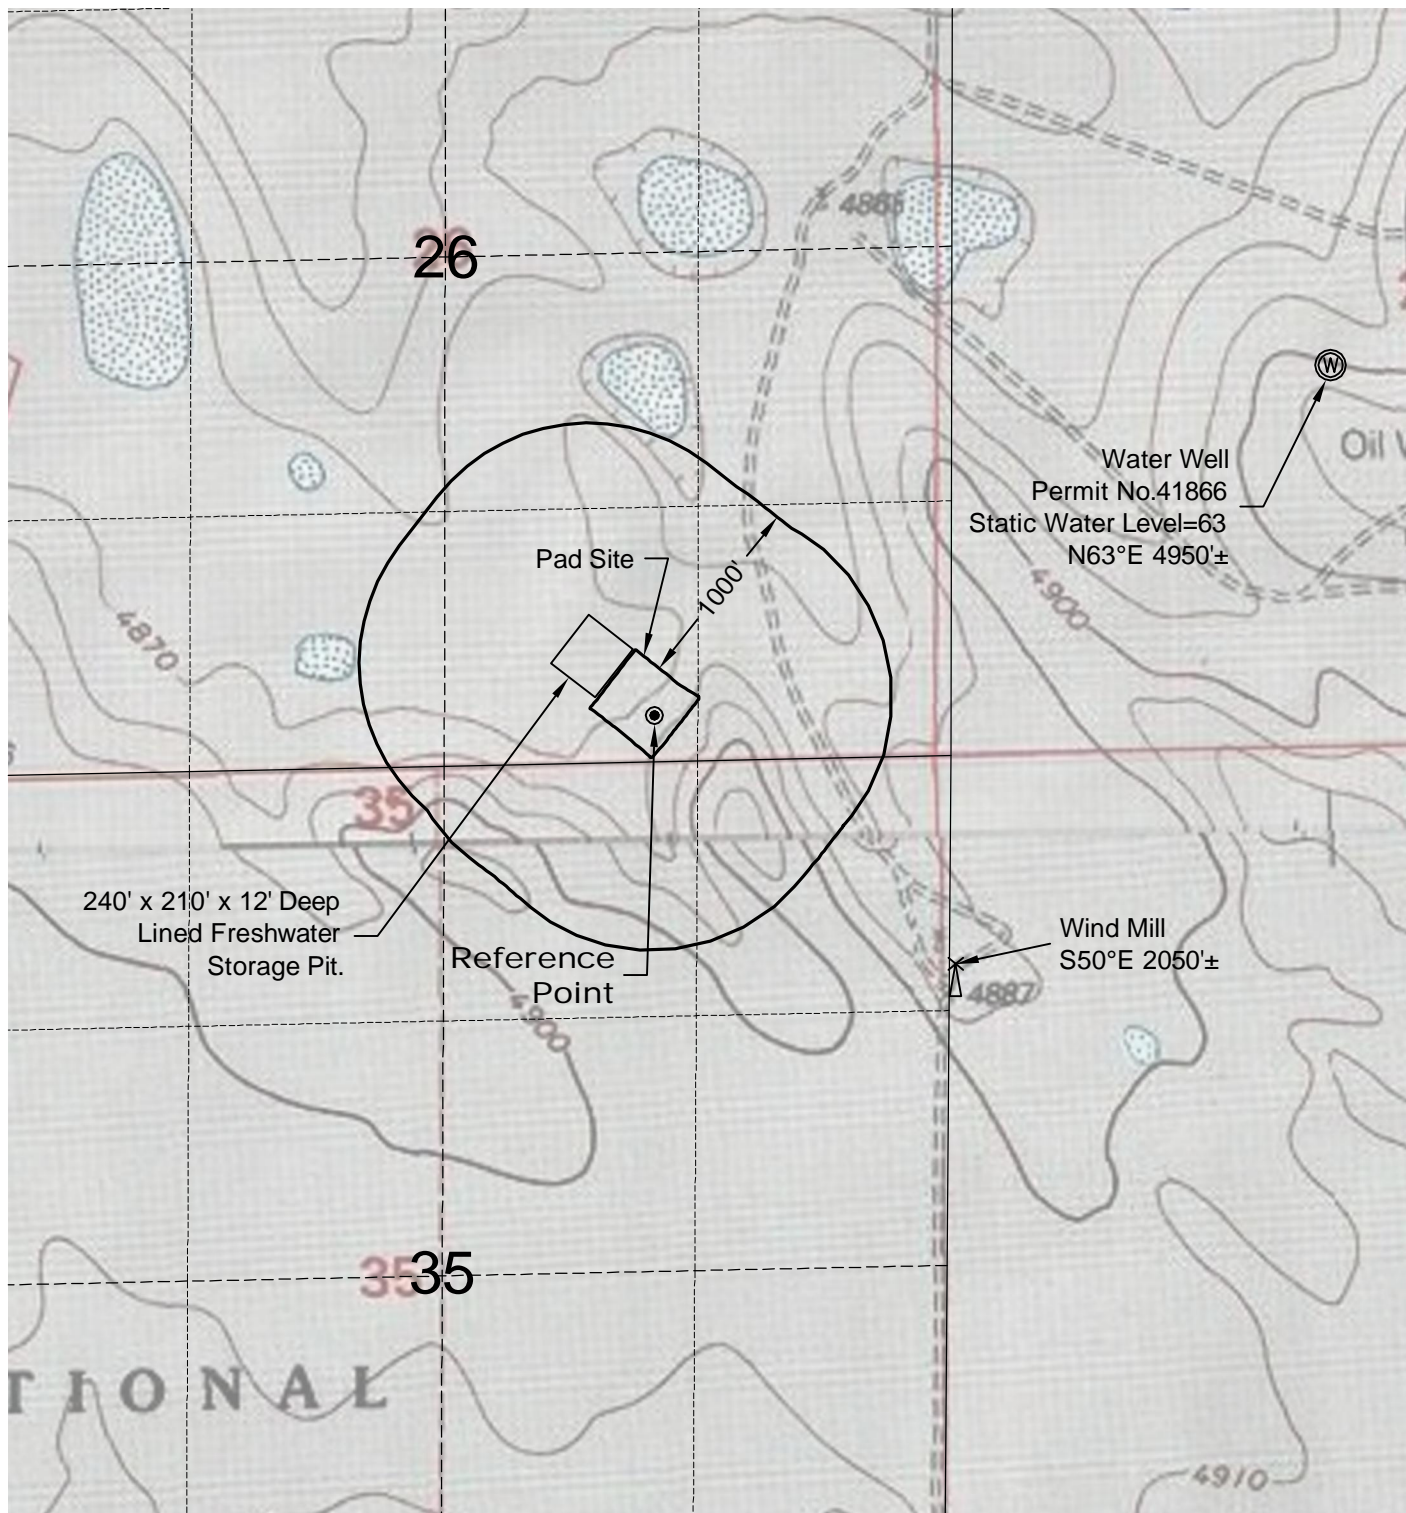 4865
26
Oil
Water Well
Permit No.41866
Static Water Level=63
N63°E 4950'±
W
Pad Site
1000'
4900
4870
35
240' x 210' x 12' Deep
Lined Freshwater
Storage Pit.
Reference
Point
Wind Mill
S50°E 2050'±
4887
4900
35
35
TIONAL
4910